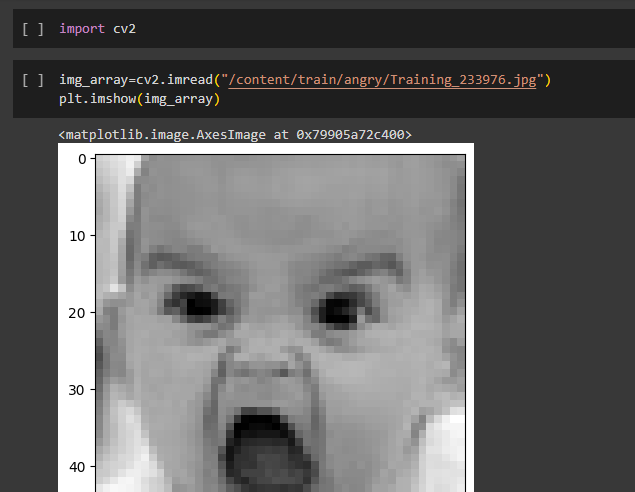 [ ] import cv2
[ ] img_array=cv2.imread("/content/train/angry/Training_233976.jpg")
plt.imshow(img_array)
<matplotlib.image.AxesImage at 0x79905a72c400>
0
10
20
30
40